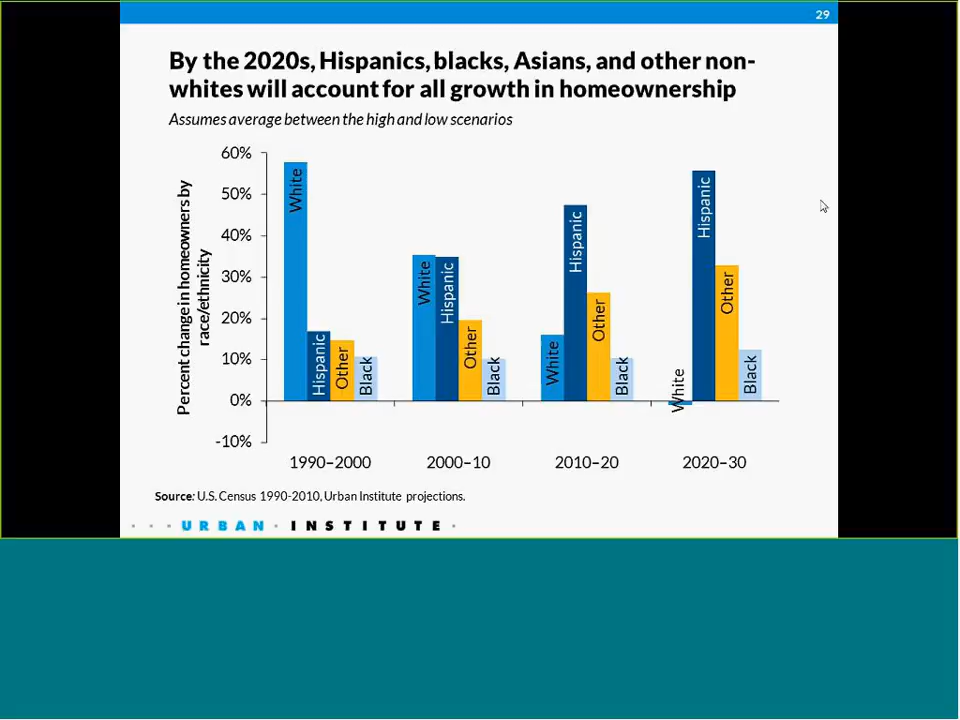 29
By the 2020s, Hispanics, blacks, Asians, and other non-
whites will account for all growth in homeownership
Assumes average between the high and low scenarios
Percent change in homeowners by
race/ethnicity
60%
50%
40%
30%
20%
10%
0%
-10%
White
Hispanic
Other
Black
White
Hispanic
Other
Black
White
Hispanic
Other
Black
White
Hispanic
Other
Black
1990–2000
2000–10
2010–20
2020–30
Source: U.S. Census 1990-2010, Urban Institute projections.
URBAN INSTITUTE